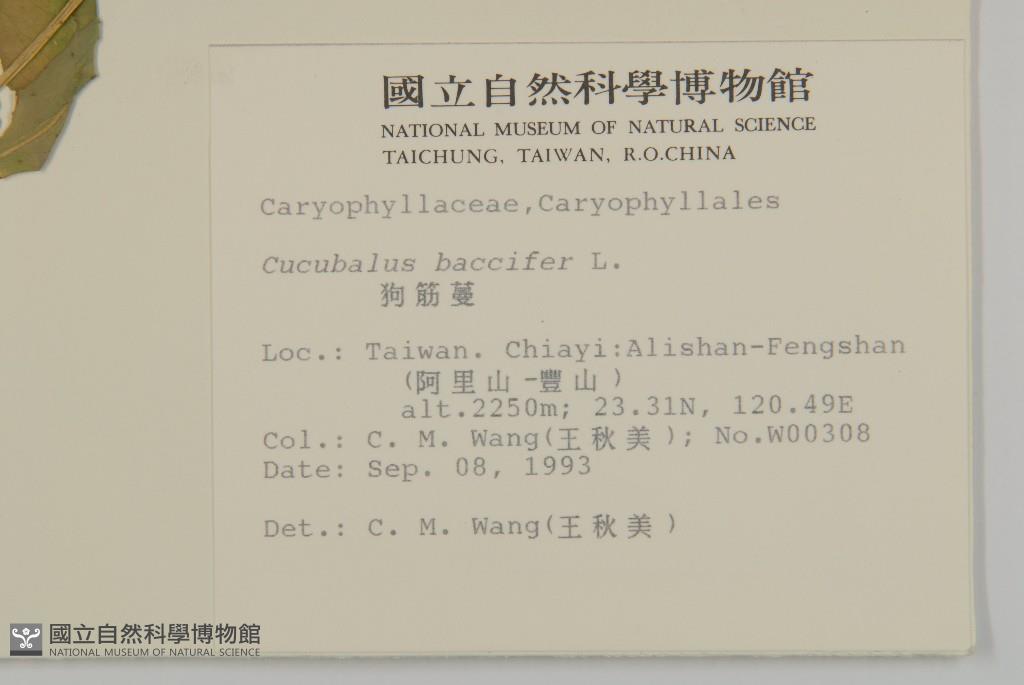 國立自然科學博物館
NATIONAL MUSEUM OF NATURAL SCIENCE
TAICHUNG, TAIWAN, R.O.CHINA
Caryophyllaceae,Caryophyllales
Cucubalus baccifer L.
狗筋蔓
Loc.: Taiwan. Chiayi:Alishan-Fengshan
(阿里山-豐山)
alt.2250m; 23.31N, 120.49E
Col.: C. M. Wang(王秋美); No.W00308
Date: Sep. 08, 1993
Det.: C. M. Wang(王秋美)
國立自然科學博物館
NATIONAL MUSEUM OF NATURAL SCIENCE